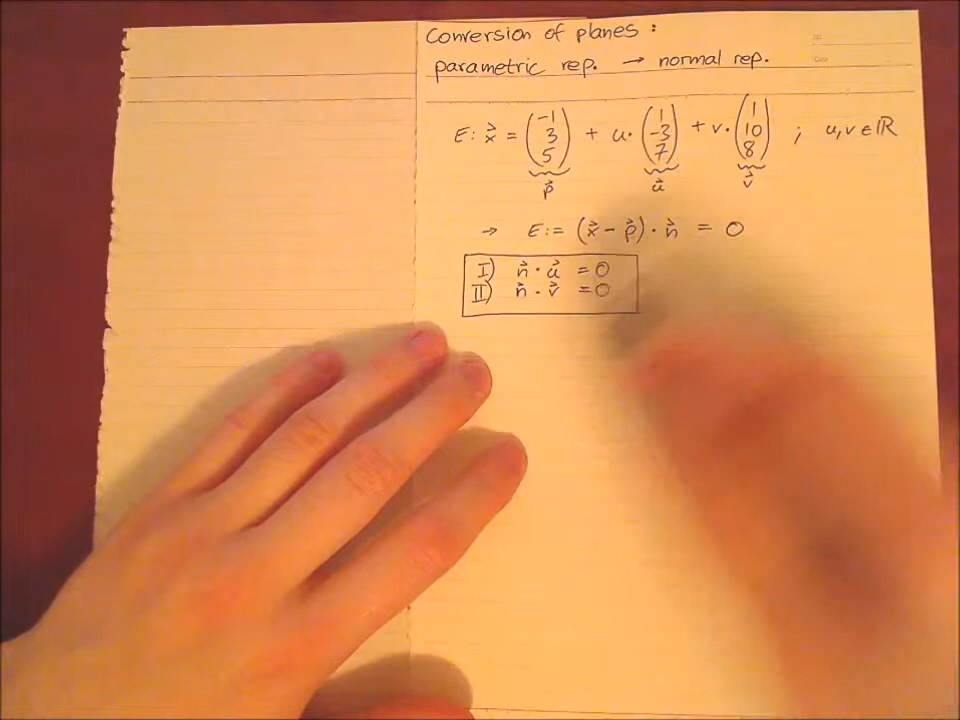 Conversion of planes :
parametric rep. → normal rep.
E: x⃗ = (-1 3 5) + u· (1 -3 7) + v· (1 10 8) ; u,v ∈ ℝ
p⃗ u⃗ v⃗
→ E:= (x⃗ - p⃗) · n⃗ = 0
I) n⃗ · u⃗ = 0
II) n⃗ · v⃗ = 0